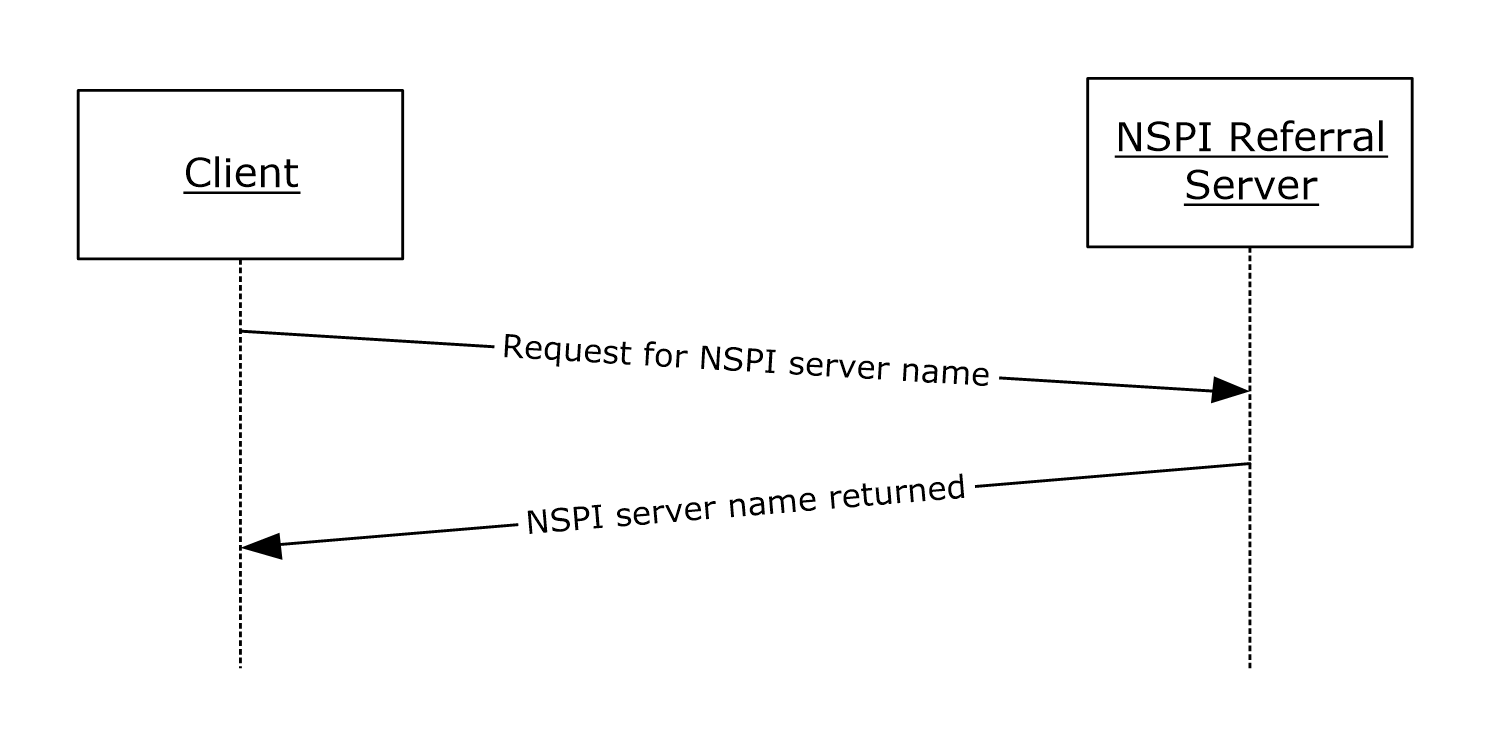 Client
NSPI Referral
Server
Request for NSPI server name
NSPI server name returned